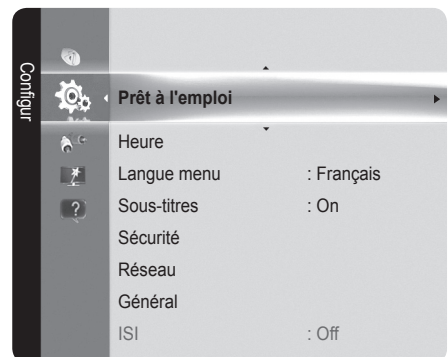 Configur
Prêt à l'emploi
Heure
Langue menu : Français
Sous-titres : On
Sécurité
Réseau
Général
ISI : Off